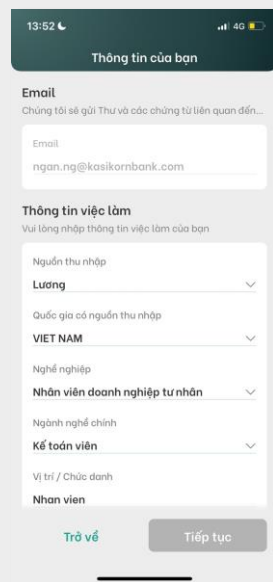 13:52
4G
Thông tin của bạn
Email
Chúng tôi sẽ gửi Thư và các chứng từ liên quan đến...
Email
ngan.ng@kasikornbank.com
Thông tin việc làm
Vui lòng nhập thông tin việc làm của bạn
Nguồn thu nhập
Lương
Quốc gia có nguồn thu nhập
VIET NAM
Nghề nghiệp
Nhân viên doanh nghiệp tư nhân
Ngành nghề chính
Kế toán viên
Vị trí / Chức danh
Nhan vien
Trở về
Tiếp tục